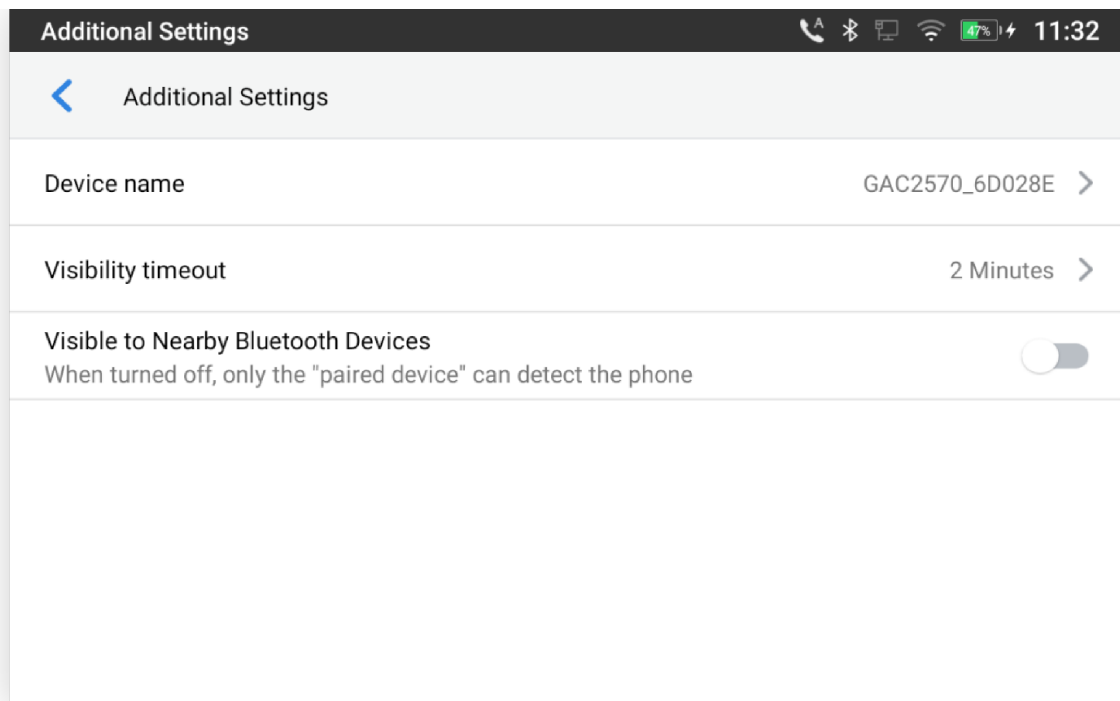 Additional Settings A 47% 11:32
Additional Settings
Device name GAC2570_6D028E
Visibility timeout 2 Minutes
Visible to Nearby Bluetooth Devices
When turned off, only the "paired device" can detect the phone